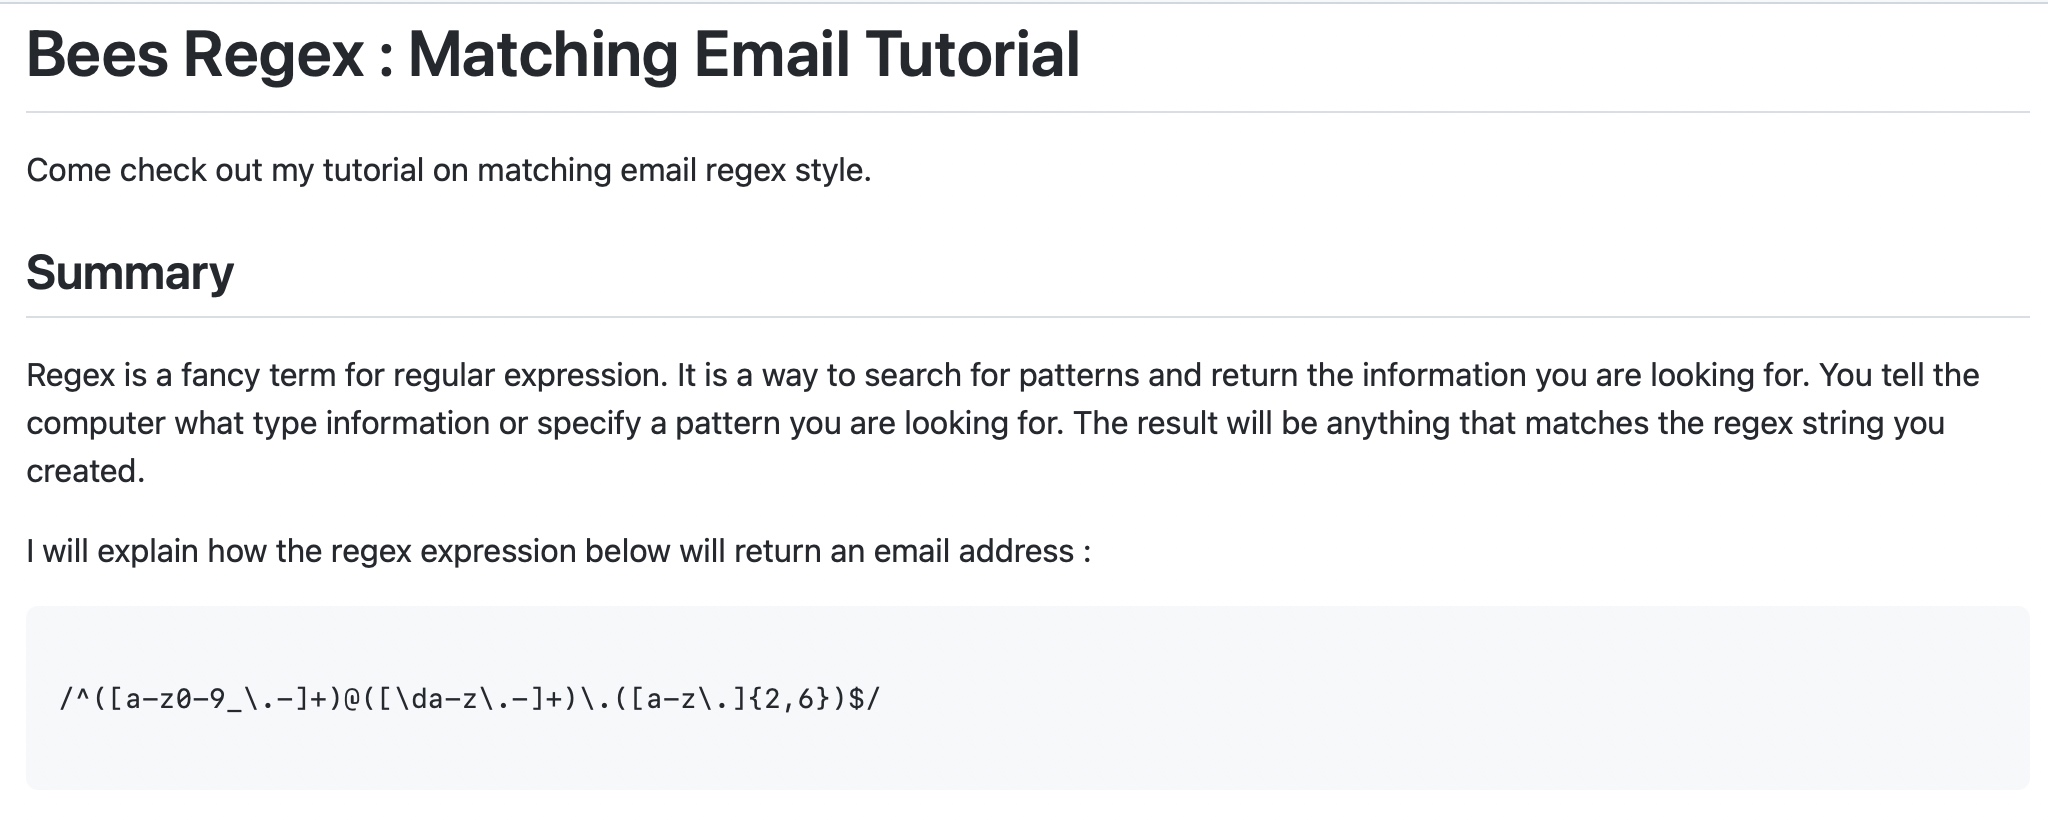 Bees Regex : Matching Email Tutorial
Come check out my tutorial on matching email regex style.
Summary
Regex is a fancy term for regular expression. It is a way to search for patterns and return the information you are looking for. You tell the
computer what type information or specify a pattern you are looking for. The result will be anything that matches the regex string you
created.
I will explain how the regex expression below will return an email address :
/^([a-z0-9_\.-]+)@([\da-z\.-]+)\.([a-z\.]{2,6})$/